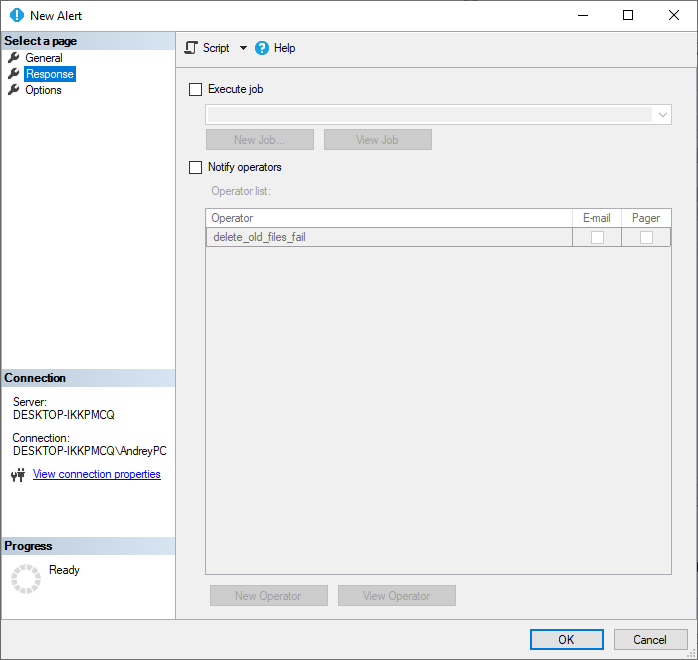 New Alert
Select a page
General
Response
Options
Script Help
Execute job
New Job... View Job
Notify operators
Operator list:
Operator E-mail Pager
delete_old_files_fail
New Operator View Operator
Connection
Server:
DESKTOP-IKKPMCQ
Connection:
DESKTOP-IKKPMCQ\AndreyPC
View connection properties
Progress
Ready
OK Cancel